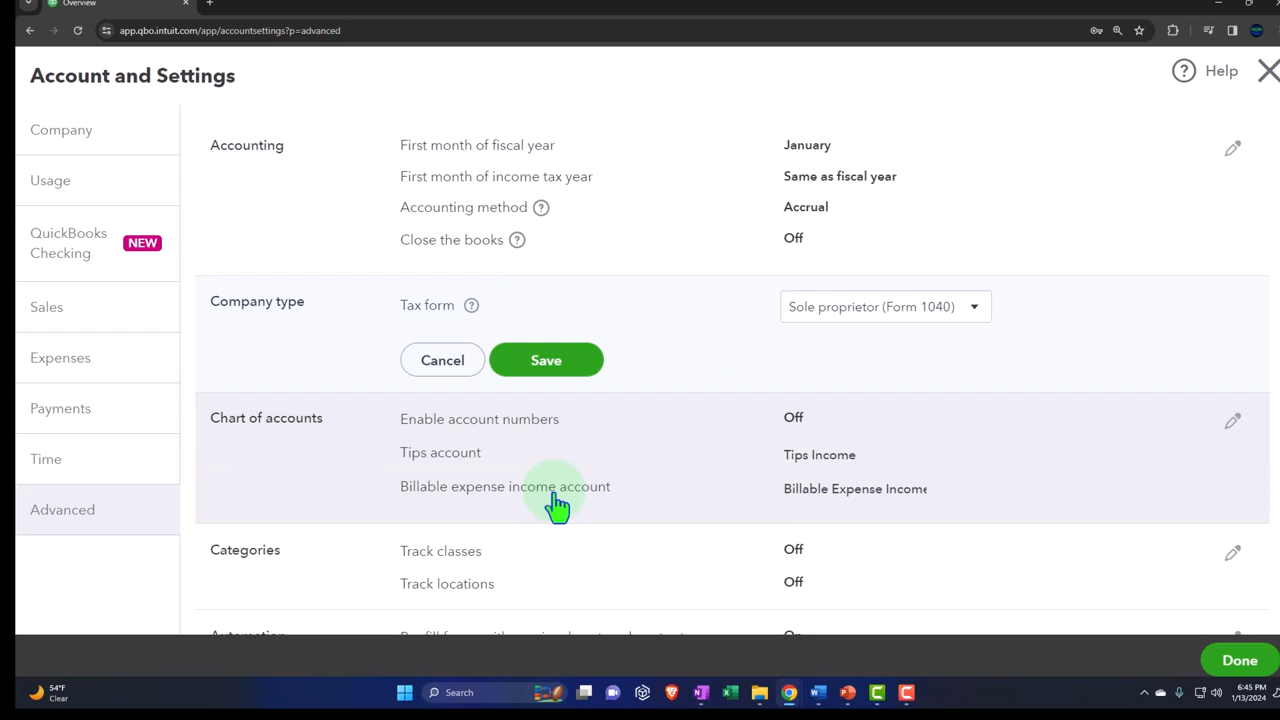 Overview
app.qbo.intuit.com/app/accountsettings?p=advanced
Account and Settings
Help
Company
Usage
QuickBooks
Checking
NEW
Sales
Expenses
Payments
Time
Advanced
Accounting
First month of fiscal year
January
First month of income tax year
Same as fiscal year
Accounting method
Accrual
Close the books
Off
Company type
Tax form
Sole proprietor (Form 1040)
Cancel
Save
Chart of accounts
Enable account numbers
Off
Tips account
Tips Income
Billable expense income account
Billable Expense Income
Categories
Track classes
Off
Track locations
Off
Automation
On
Done
54°F
Clear
Search
6:45 PM
1/13/2024